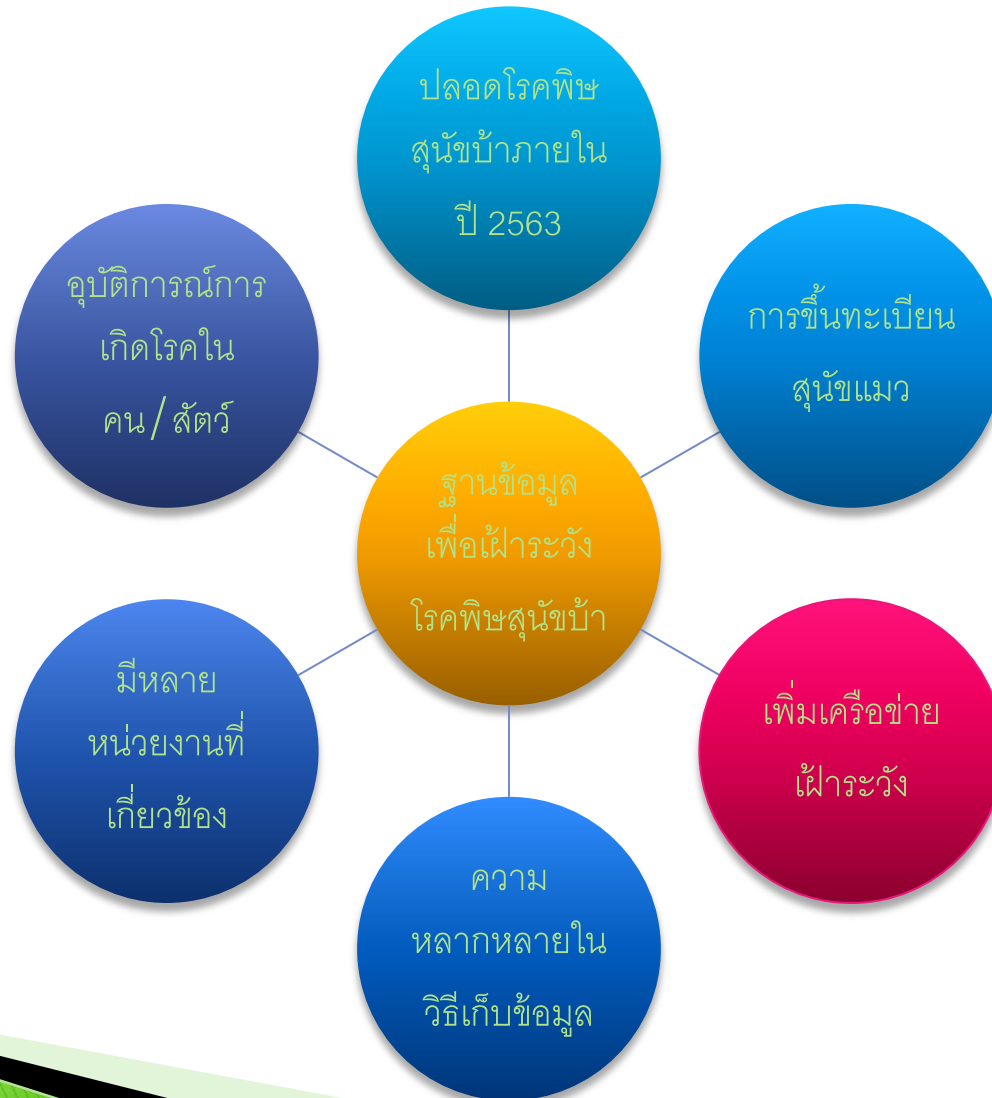 ปลอดโรคพิษ
สุนัขบ้าภายใน
ปี 2563
การขึ้นทะเบียน
สุนัขแมว
เพิ่มเครือข่าย
เฝ้าระวัง
ความ
หลากหลายใน
วิธีเก็บข้อมูล
มีหลาย
หน่วยงานที่
เกี่ยวข้อง
อุบัติการณ์การ
เกิดโรคใน
คน/สัตว์
ฐานข้อมูล
เพื่อเฝ้าระวัง
โรคพิษสุนัขบ้า